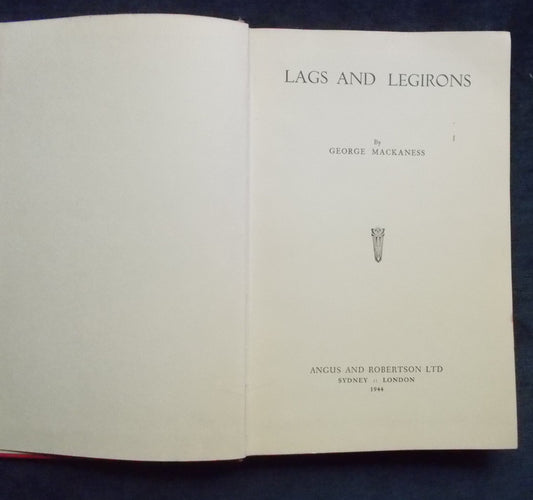 LAGS AND LEGIRONS
By
GEORGE MACKANESS
ANGUS AND ROBERTSON LTD
SYDNEY :: LONDON
1944